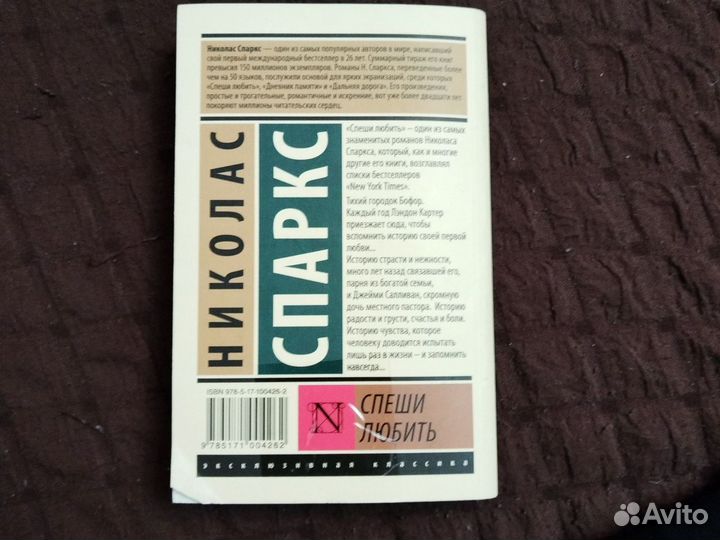 Николас Спаркс — один из самых популярных авторов в мире, написавший
свой первый международный бестселлер в 26 лет. Суммарный тираж его книг
превысил 150 миллионов экземпляров. Романы Н. Спаркса, переведенные более
чем на 50 языков, послужили основой для ярких экранизаций, среди которых
«Спеши любить», «Дневник памяти» и «Дальняя дорога». Его произведения,
простые и трогательные, романтичные и искренние, вот уже более двадцати лет
покоряют миллионы читательских сердец.
НИКОЛАС
СПАРКС
«Спеши любить» – один из самых
знаменитых романов Николаса
Спаркса, который, как и многие
другие его книги, возглавлял
списки бестселлеров
«New York Times».
Тихий городок Бофор.
Каждый год Лэндон Картер
приезжает сюда, чтобы
вспомнить историю своей первой
любви...
Историю страсти и нежности,
много лет назад связавшей его,
парня из богатой семьи,
и Джейми Салливан, скромную
дочь местного пастора. Историю
радости и грусти, счастья и боли.
Историю чувства, которое
человеку доводится испытать
лишь раз в жизни – и запомнить
навсегда...
ISBN 978-5-17-100426-2
9 785171 004262
N
СПЕШИ
ЛЮБИТЬ
эксклюзивная классика
Avito